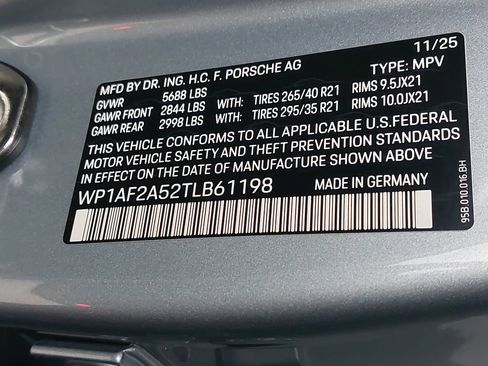 11/25
MFD BY DR. ING. H.C. F. PORSCHE AG
TYPE: MPV
GVWR 5688 LBS
GAWR FRONT 2844 LBS WITH: TIRES 265/40 R21 RIMS 9.5JX21
GAWR REAR 2998 LBS WITH: TIRES 295/35 R21 RIMS 10.0JX21
THIS VEHICLE CONFORMS TO ALL APPLICABLE U.S.FEDERAL
MOTOR VEHICLE SAFETY AND THEFT PREVENTION STANDARDS
IN EFFECT ON THE DATE OF MANUFACTURE SHOWN ABOVE
WP1AF2A52TLB61198
MADE IN GERMANY
95B.010.016.BH